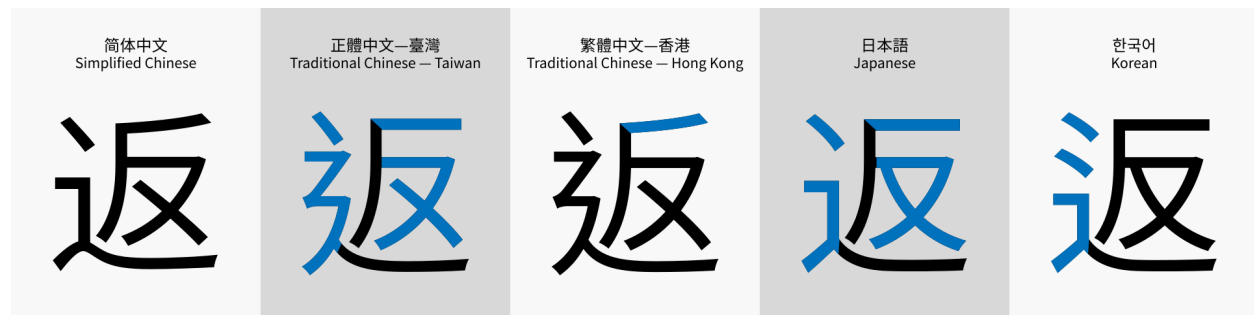 简体中文
Simplified Chinese
返
正體中文—臺灣
Traditional Chinese — Taiwan
返
繁體中文—香港
Traditional Chinese — Hong Kong
返
日本語
Japanese
返
한국어
Korean
返